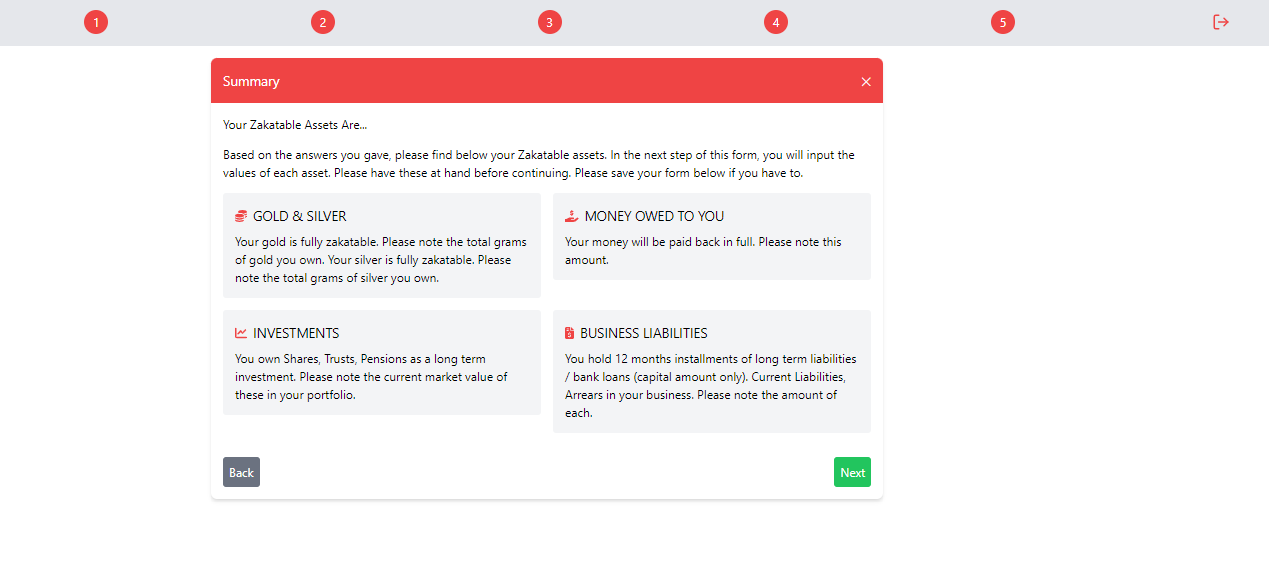 1 2 3 4 5
Summary
Your Zakatable Assets Are...
Based on the answers you gave, please find below your Zakatable assets. In the next step of this form, you will input the
values of each asset. Please have these at hand before continuing. Please save your form below if you have to.
GOLD & SILVER
Your gold is fully zakatable. Please note the total grams
of gold you own. Your silver is fully zakatable. Please
note the total grams of silver you own.
MONEY OWED TO YOU
Your money will be paid back in full. Please note this
amount.
INVESTMENTS
You own Shares, Trusts, Pensions as a long term
investment. Please note the current market value of
these in your portfolio.
BUSINESS LIABILITIES
You hold 12 months installments of long term liabilities
/ bank loans (capital amount only). Current Liabilities,
Arrears in your business. Please note the amount of
each.
Back
Next